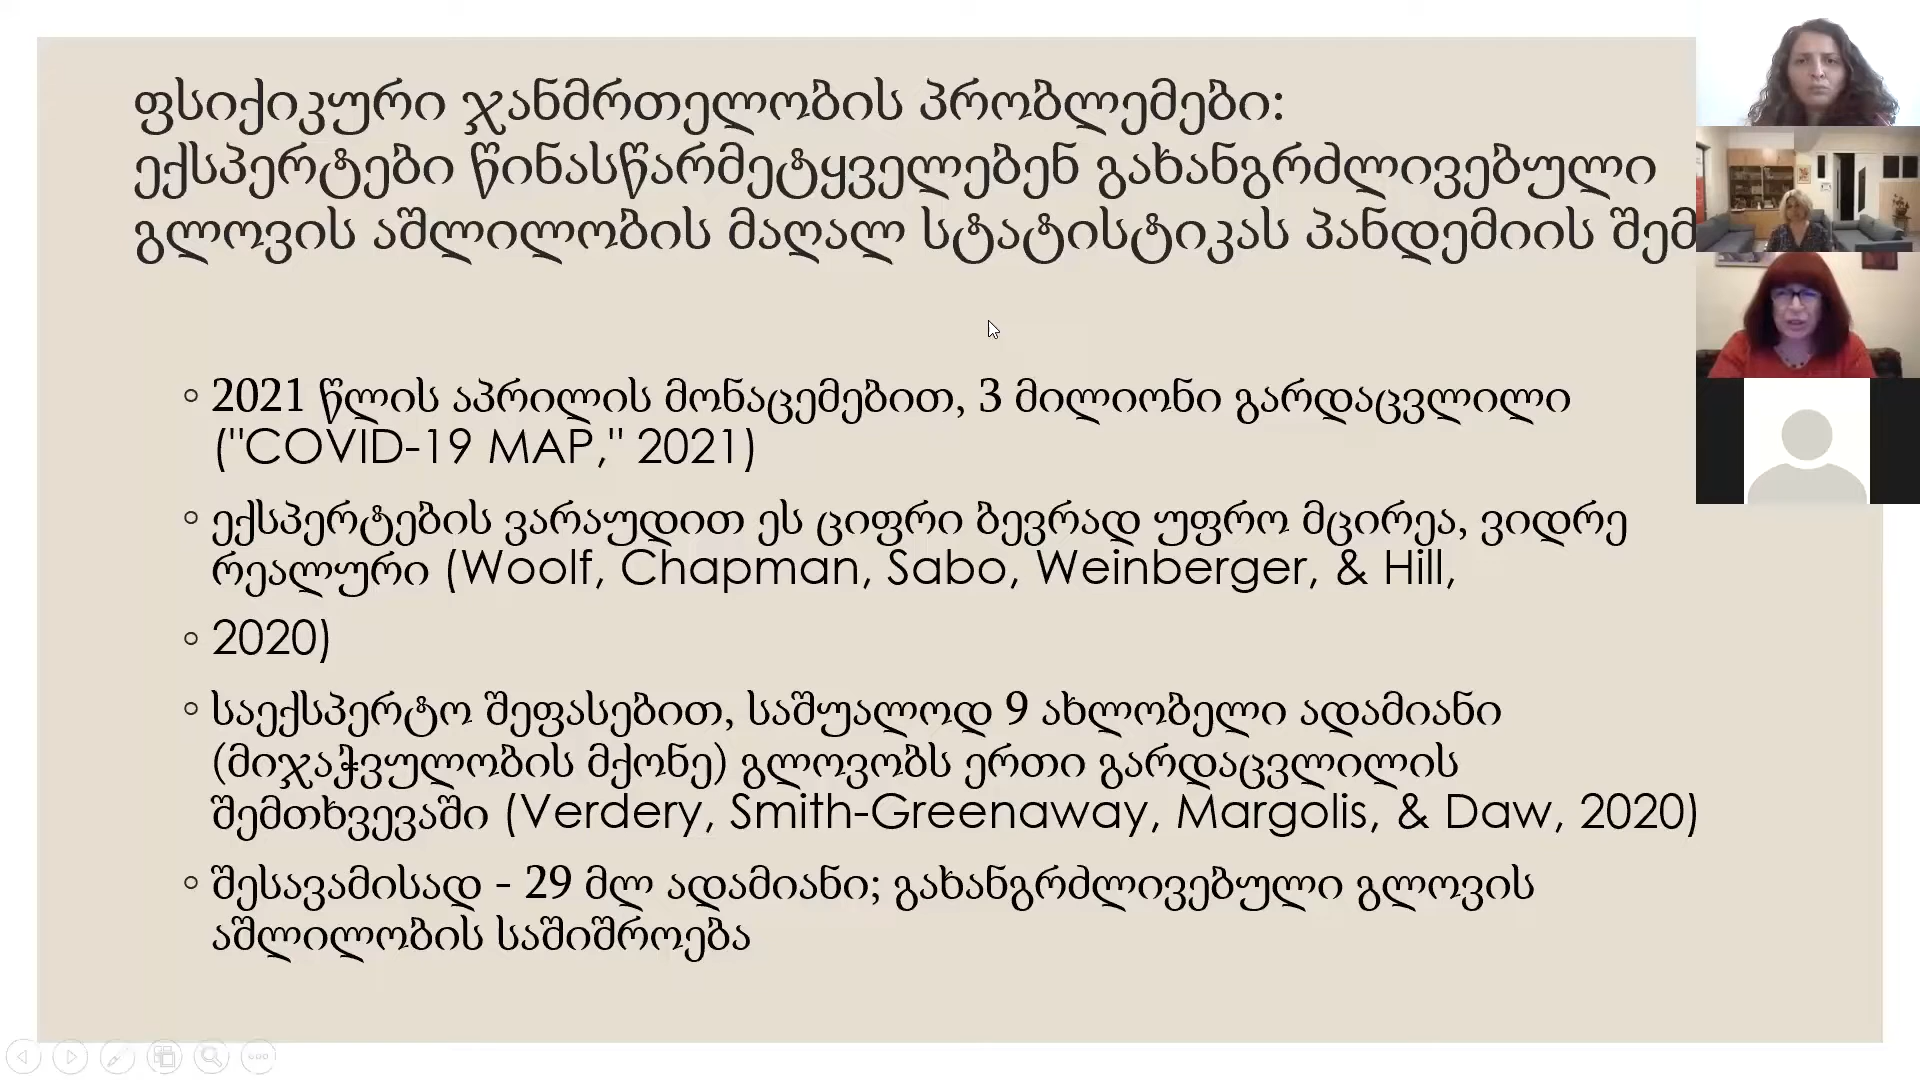 ფსიქიკური ჯანმრთელობის პრობლემები:
ექსპერტები წინასწარმეტყველებენ გახანგრძლივებული
გლოვის აშლილობის მაღალ სტატისტიკას პანდემიის შემ
◦ 2021 წლის აპრილის მონაცემებით, 3 მილიონი გარდაცვლილი
("COVID-19 MAP," 2021)
◦ ექსპერტების ვარაუდით ეს ციფრი ბევრად უფრო მცირეა, ვიდრე
რეალური (Woolf, Chapman, Sabo, Weinberger, & Hill,
◦ 2020)
◦ საექსპერტო შეფასებით, საშუალოდ 9 ახლობელი ადამიანი
(მიჯაჭვულობის მქონე) გლოვობს ერთი გარდაცვლილის
შემთხვევაში (Verdery, Smith-Greenaway, Margolis, & Daw, 2020)
◦ შესავამისად - 29 მლ ადამიანი; გახანგრძლივებული გლოვის
აშლილობის საშიშროება